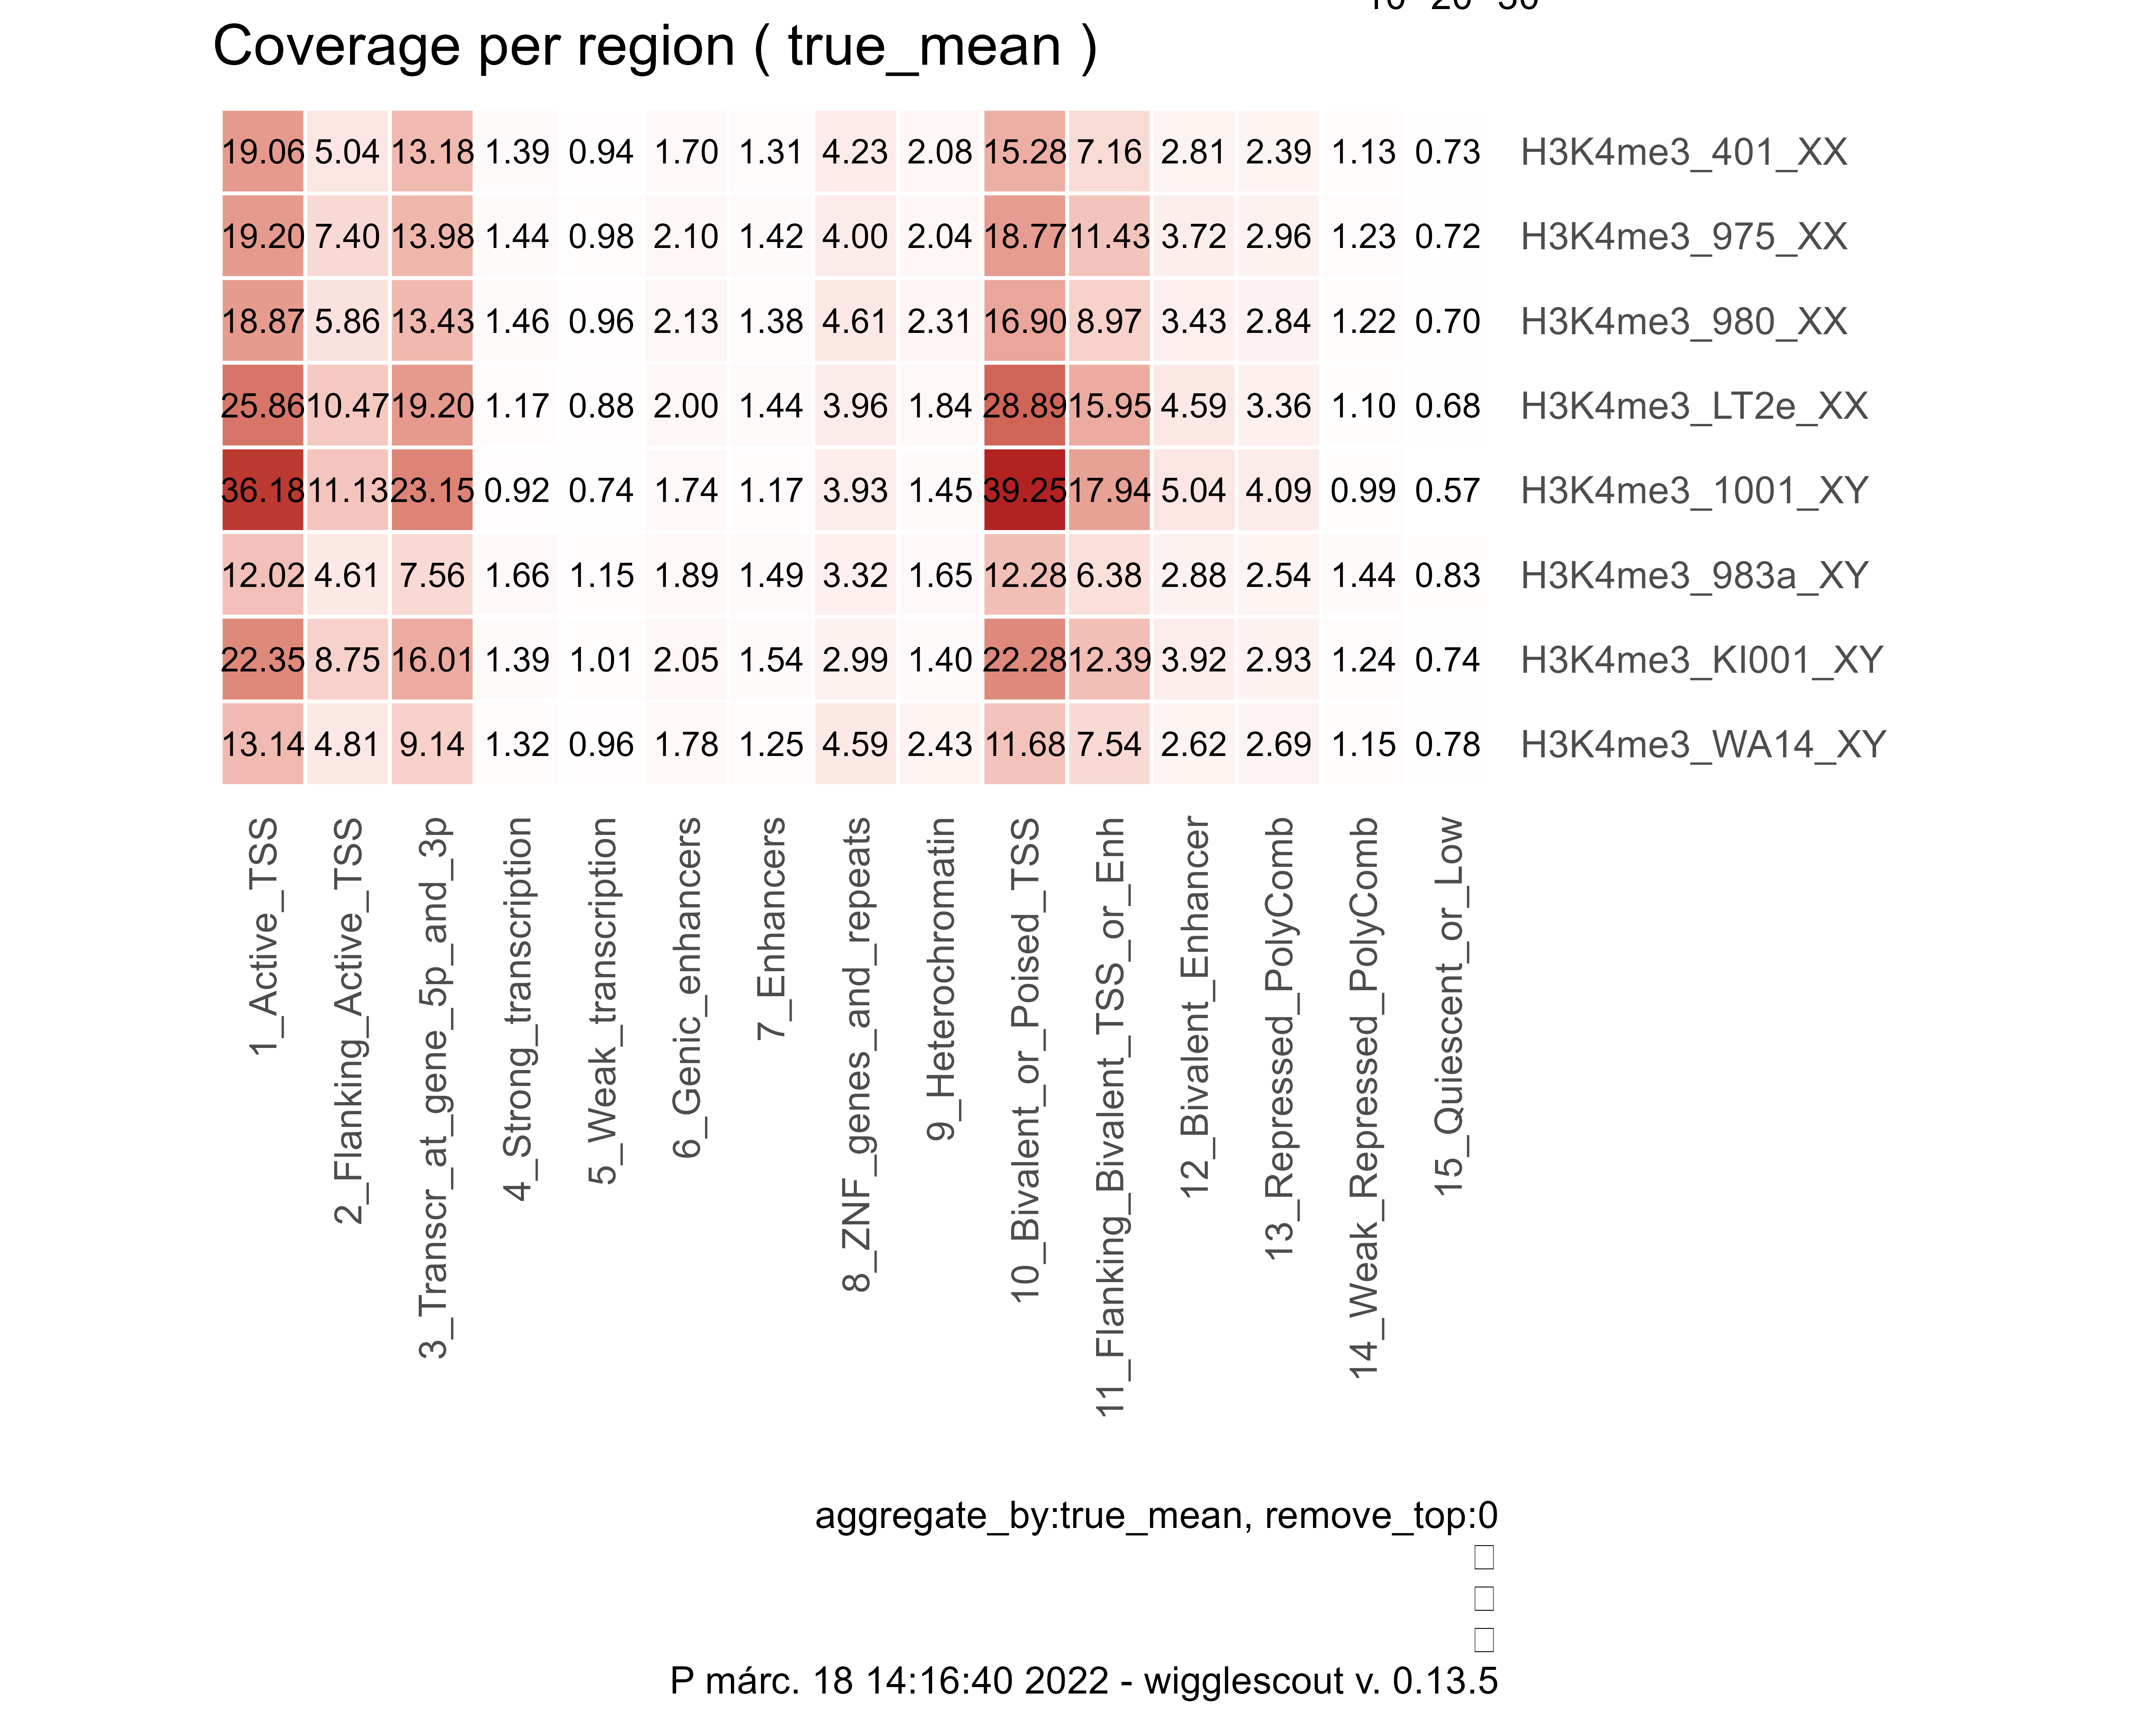 10 20 30
Coverage per region ( true_mean )
19.06 5.04 13.18 1.39 0.94 1.70 1.31 4.23 2.08 15.28 7.16 2.81 2.39 1.13 0.73 H3K4me3_401_XX
19.20 7.40 13.98 1.44 0.98 2.10 1.42 4.00 2.04 18.77 11.43 3.72 2.96 1.23 0.72 H3K4me3_975_XX
18.87 5.86 13.43 1.46 0.96 2.13 1.38 4.61 2.31 16.90 8.97 3.43 2.84 1.22 0.70 H3K4me3_980_XX
25.86 10.47 19.20 1.17 0.88 2.00 1.44 3.96 1.84 28.89 15.95 4.59 3.36 1.10 0.68 H3K4me3_LT2e_XX
36.18 11.13 23.15 0.92 0.74 1.74 1.17 3.93 1.45 39.25 17.94 5.04 4.09 0.99 0.57 H3K4me3_1001_XY
12.02 4.61 7.56 1.66 1.15 1.89 1.49 3.32 1.65 12.28 6.38 2.88 2.54 1.44 0.83 H3K4me3_983a_XY
22.35 8.75 16.01 1.39 1.01 2.05 1.54 2.99 1.40 22.28 12.39 3.92 2.93 1.24 0.74 H3K4me3_KI001_XY
13.14 4.81 9.14 1.32 0.96 1.78 1.25 4.59 2.43 11.68 7.54 2.62 2.69 1.15 0.78 H3K4me3_WA14_XY
1_Active_TSS
2_Flanking_Active_TSS
3_Transcr_at_gene_5p_and_3p
4_Strong_transcription
5_Weak_transcription
6_Genic_enhancers
7_Enhancers
8_ZNF_genes_and_repeats
9_Heterochromatin
10_Bivalent_or_Poised_TSS
11_Flanking_Bivalent_TSS_or_Enh
12_Bivalent_Enhancer
13_Repressed_PolyComb
14_Weak_Repressed_PolyComb
15_Quiescent_or_Low
aggregate_by:true_mean, remove_top:0
P márc. 18 14:16:40 2022 - wigglescout v. 0.13.5